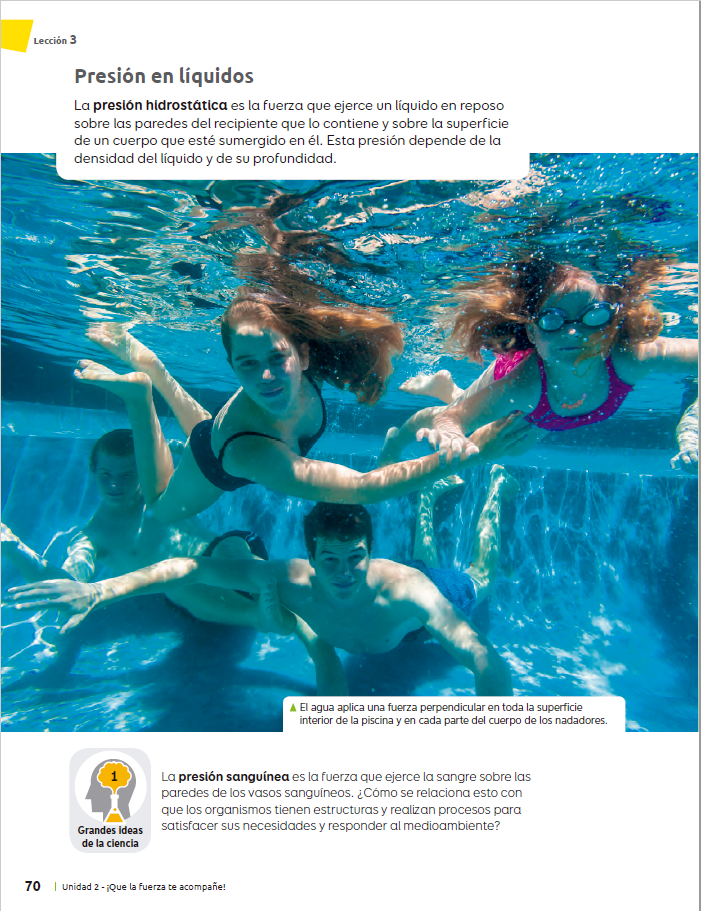 Lección 3
Presión en líquidos
La presión hidrostática es la fuerza que ejerce un líquido en reposo
sobre las paredes del recipiente que lo contiene y sobre la superficie
de un cuerpo que esté sumergido en él. Esta presión depende de la
densidad del líquido y de su profundidad.
▲ El agua aplica una fuerza perpendicular en toda la superficie
interior de la piscina y en cada parte del cuerpo de los nadadores.
1
Grandes ideas
de la ciencia
La presión sanguínea es la fuerza que ejerce la sangre sobre las
paredes de los vasos sanguíneos. ¿Cómo se relaciona esto con
que los organismos tienen estructuras y realizan procesos para
satisfacer sus necesidades y responder al medioambiente?
70 | Unidad 2 - ¡Que la fuerza te acompañe!